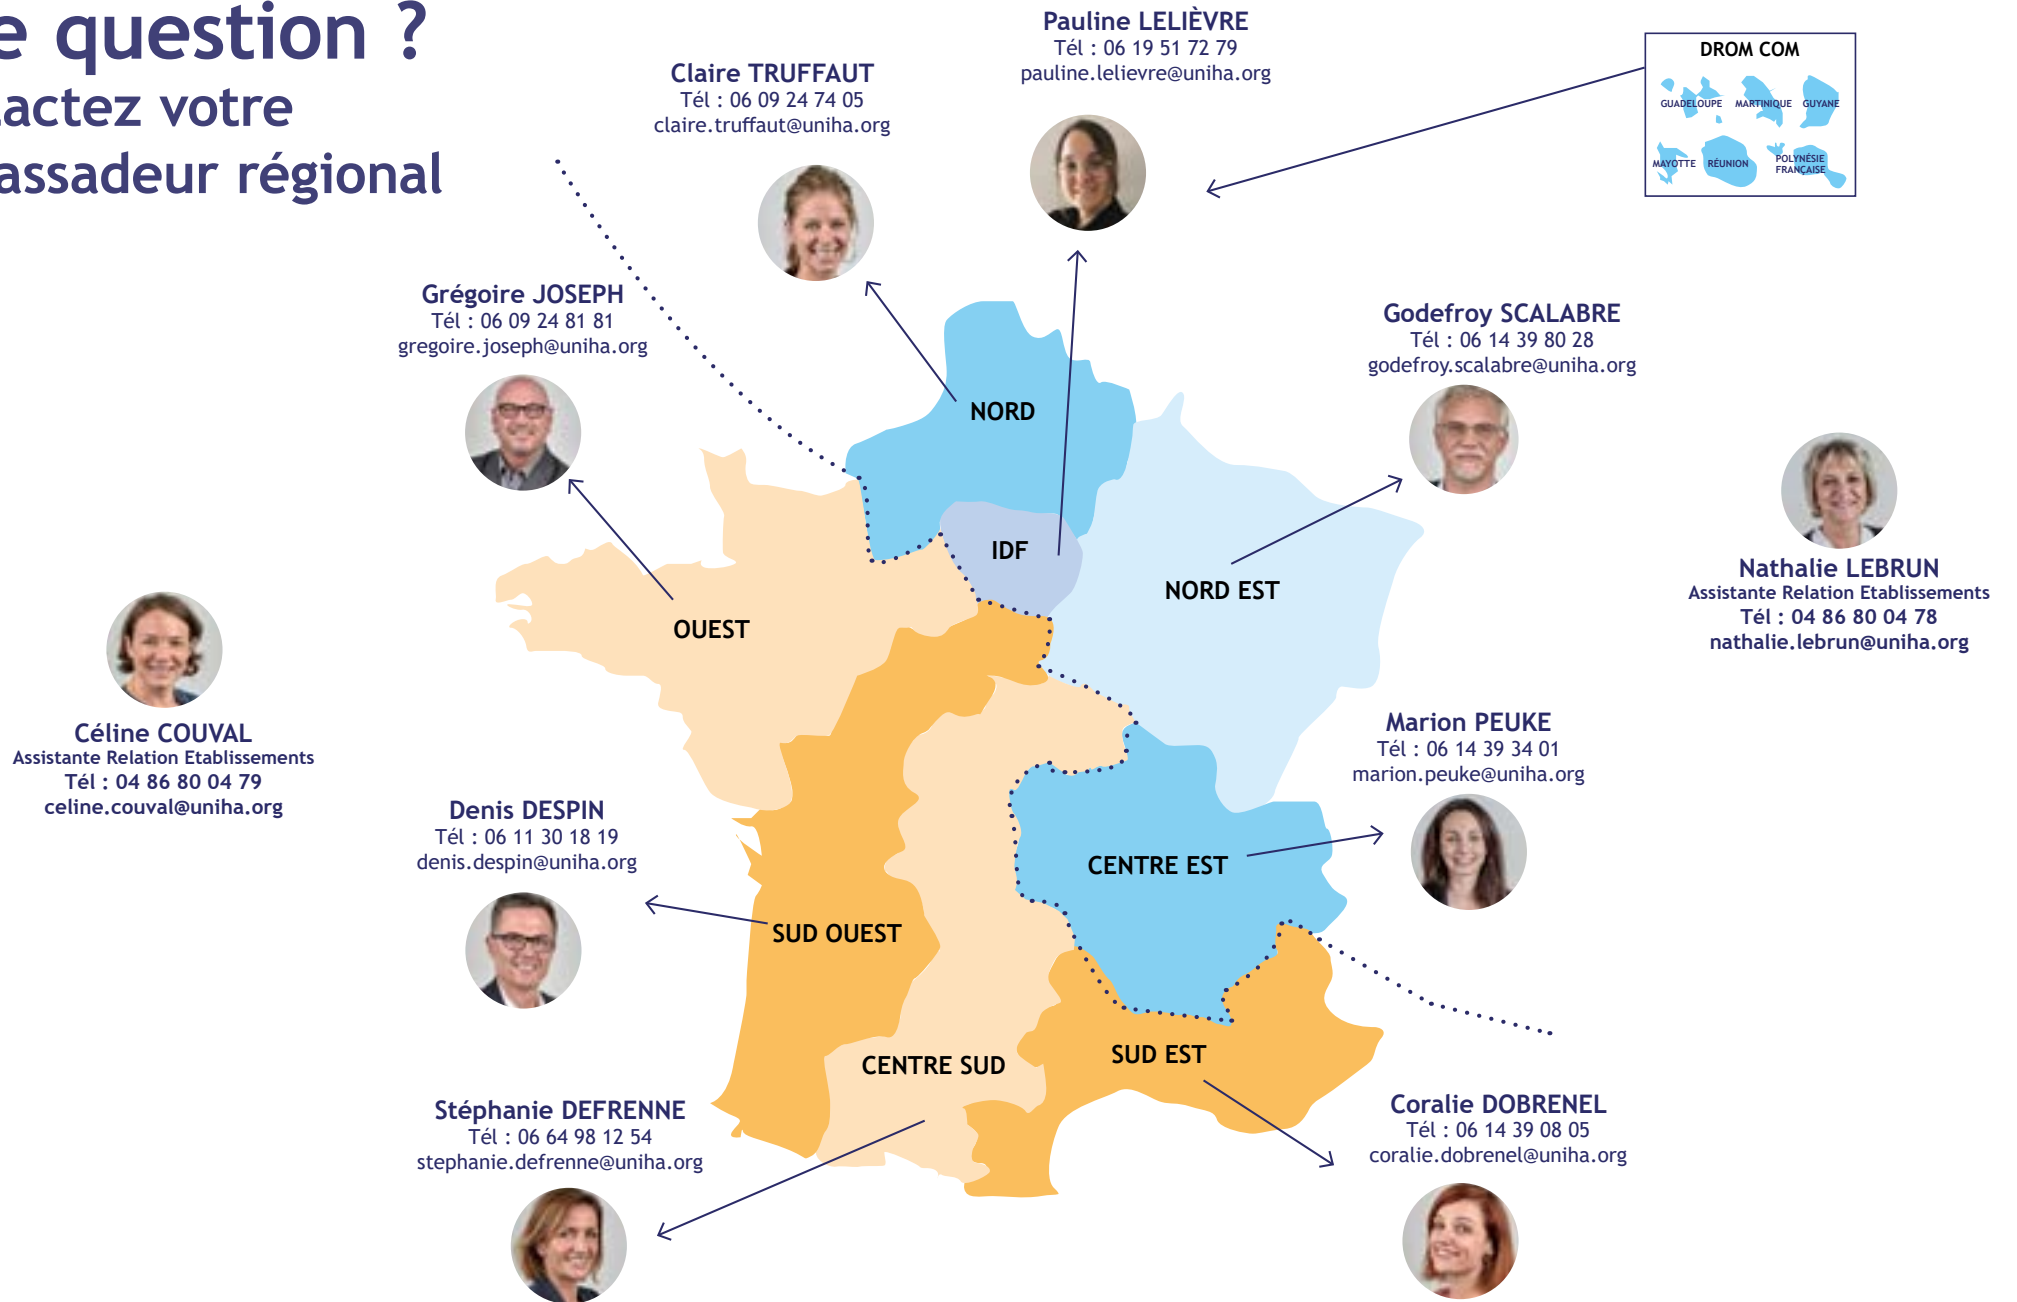 e question ?
actez votre
assadeur régional
Pauline LELIÈVRE
Tél : 06 19 51 72 79
pauline.lelievre@uniha.org
Claire TRUFFAUT
Tél : 06 09 24 74 05
claire.truffaut@uniha.org
DROM COM
GUADELOUPE MARTINIQUE GUYANE
MAYOTTE RÉUNION POLYNÉSIE
FRANÇAISE
Grégoire JOSEPH
Tél : 06 09 24 81 81
gregoire.joseph@uniha.org
Godefroy SCALABRE
Tél : 06 14 39 80 28
godefroy.scalabre@uniha.org
NORD
IDF
NORD EST
OUEST
Nathalie LEBRUN
Assistante Relation Etablissements
Tél : 04 86 80 04 78
nathalie.lebrun@uniha.org
Céline COUVAL
Assistante Relation Etablissements
Tél : 04 86 80 04 79
celine.couval@uniha.org
Marion PEUKE
Tél : 06 14 39 34 01
marion.peuke@uniha.org
Denis DESPIN
Tél : 06 11 30 18 19
denis.despin@uniha.org
CENTRE EST
SUD OUEST
CENTRE SUD
SUD EST
Stéphanie DEFRENNE
Tél : 06 64 98 12 54
stephanie.defrenne@uniha.org
Coralie DOBRENEL
Tél : 06 14 39 08 05
coralie.dobrenel@uniha.org